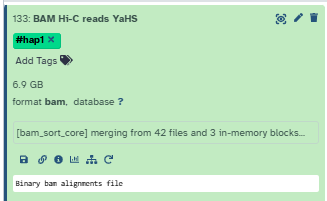 133: BAM Hi-C reads YaHS
#hap1 ×
Add Tags
6.9 GB
format bam, database ?
[bam_sort_core] merging from 42 files and 3 in-memory blocks...
Binary bam alignments file